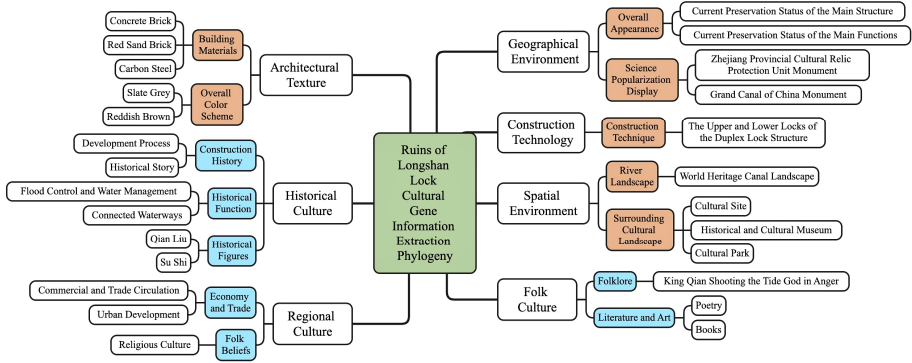 Concrete Brick
Red Sand Brick
Carbon Steel
Building
Materials
Slate Grey
Reddish Brown
Overall
Color
Scheme
Architectural
Texture
Development Process
Historical Story
Construction
History
Flood Control and Water Management
Connected Waterways
Historical
Function
Qian Liu
Su Shi
Historical
Figures
Historical
Culture
Commercial and Trade Circulation
Urban Development
Economy
and Trade
Religious Culture
Folk
Beliefs
Regional
Culture
Ruins of
Longshan
Lock
Cultural
Gene
Information
Extraction
Phylogeny
Geographical
Environment
Overall
Appearance
Current Preservation Status of the Main Structure
Current Preservation Status of the Main Functions
Science
Popularization
Display
Zhejiang Provincial Cultural Relic
Protection Unit Monument
Grand Canal of China Monument
Construction
Technology
Construction
Technique
The Upper and Lower Locks of
the Duplex Lock Structure
Spatial
Environment
River
Landscape
World Heritage Canal Landscape
Surrounding
Cultural
Landscape
Cultural Site
Historical and Cultural Museum
Cultural Park
Folk
Culture
Folklore
King Qian Shooting the Tide God in Anger
Literature and Art
Poetry
Books